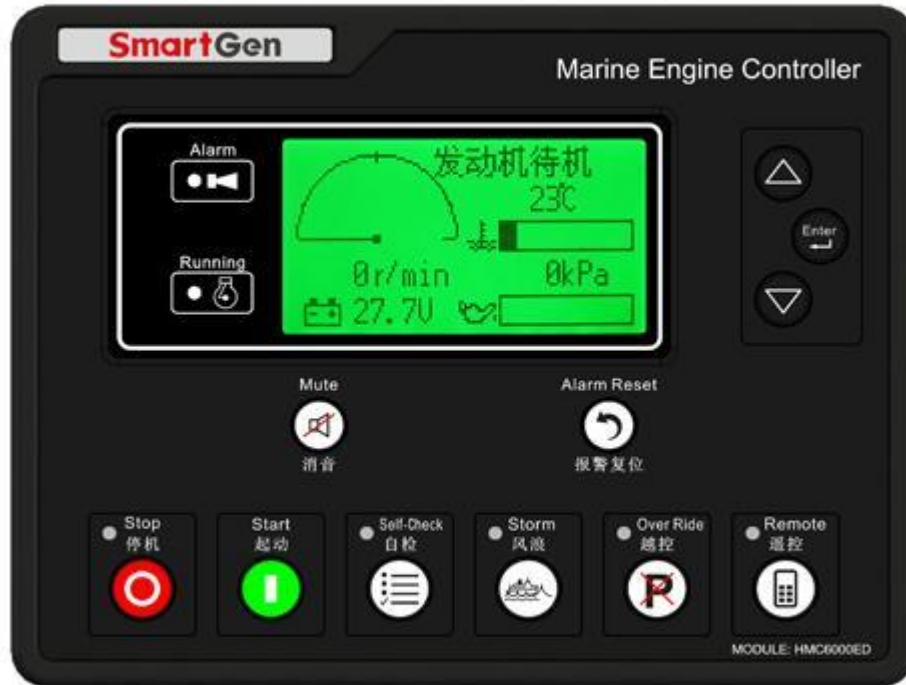 SmartGen
Marine Engine Controller
Alarm
发动机待机
23℃
Enter
Running
0r/min
0kPa
27.7V
Mute
消音
Alarm Reset
报警复位
Stop
停机
Start
起动
Self-Check
自检
Storm
风浪
Over Ride
越控
P
Remote
遥控
MODULE: HMC6000ED